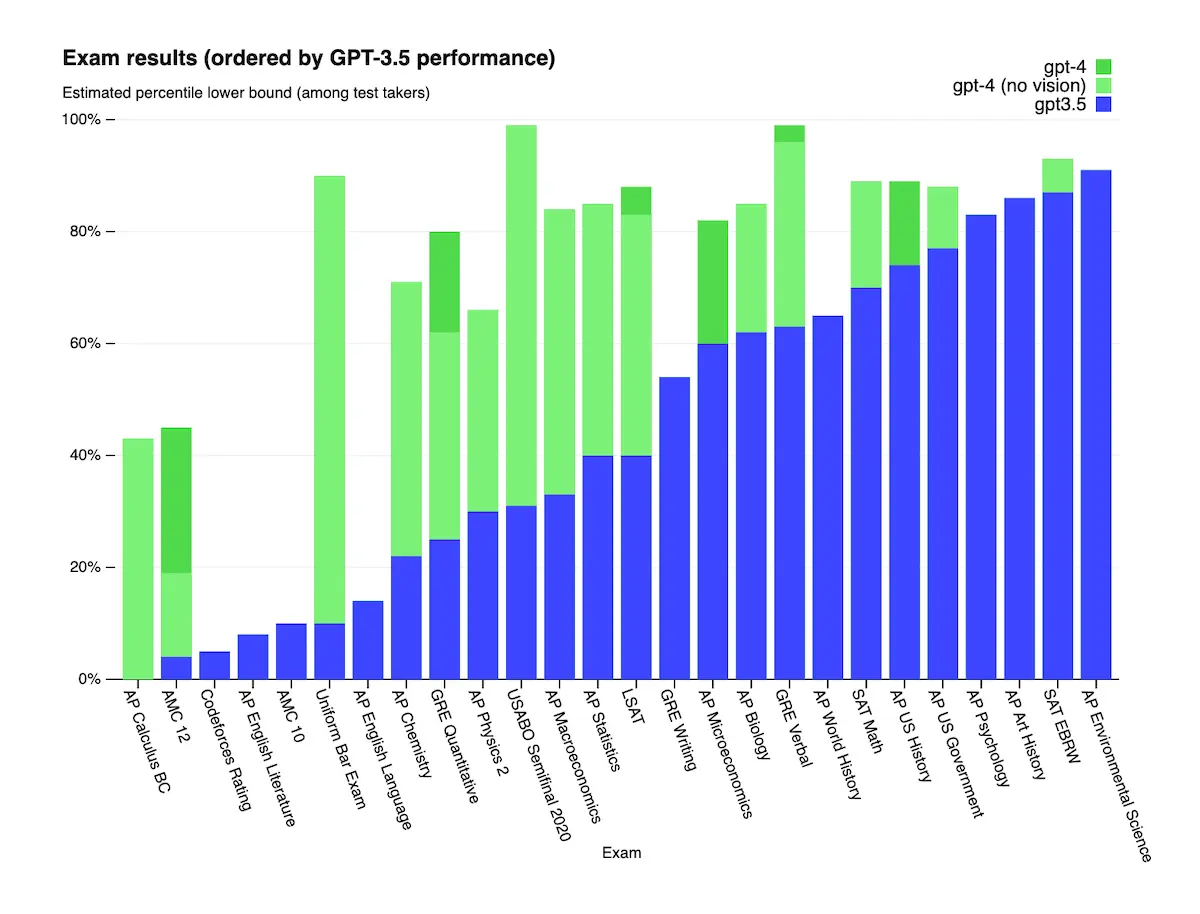 Exam results (ordered by GPT-3.5 performance)
Estimated percentile lower bound (among test takers)
gpt-4
gpt-4 (no vision)
gpt3.5
100%
80%
60%
40%
20%
0%
AP Calculus BC
AMC 12
Codeforces Rating
AP English Literature
AMC 10
Uniform Bar Exam
AP English Language
AP Chemistry
GRE Quantitative
AP Physics 2
USABO Semifinal 2020
AP Macroeconomics
AP Statistics
LSAT
GRE Writing
AP Microeconomics
AP Biology
GRE Verbal
AP World History
SAT Math
AP US History
AP US Government
AP Psychology
AP Art History
SAT EBRW
AP Environmental Science
Exam